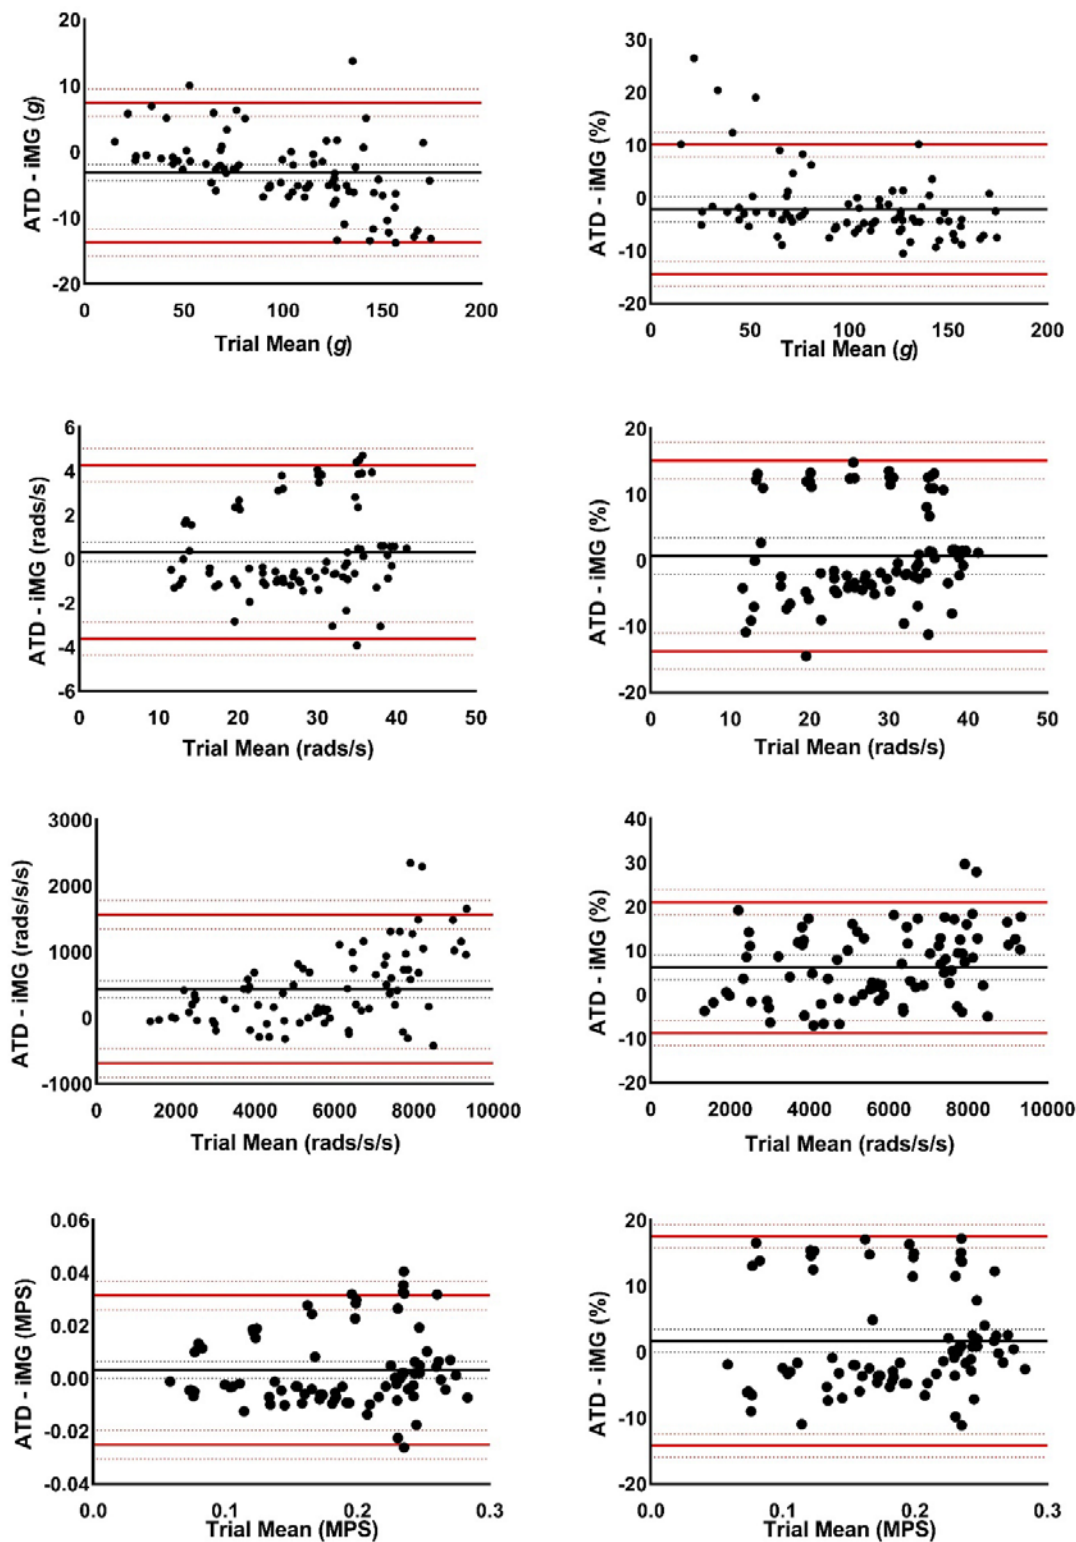 20
10
0
-10
-20
ATD - iMG (g)
0 50 100 150 200
Trial Mean (g)
30
20
10
0
-10
-20
ATD - iMG (%)
0 50 100 150 200
Trial Mean (g)
6
4
2
0
-2
-4
-6
ATD - iMG (rads/s)
0 10 20 30 40 50
Trial Mean (rads/s)
20
10
0
-10
-20
ATD - iMG (%)
0 10 20 30 40 50
Trial Mean (rads/s)
3000
2000
1000
0
-1000
ATD - iMG (rads/s/s)
0 2000 4000 6000 8000 10000
Trial Mean (rads/s/s)
40
30
20
10
0
-10
-20
ATD - iMG (%)
0 2000 4000 6000 8000 10000
Trial Mean (rads/s/s)
0.06
0.04
0.02
0.00
-0.02
-0.04
ATD - iMG (MPS)
0.0 0.1 0.2 0.3
Trial Mean (MPS)
20
10
0
-10
-20
ATD - iMG (%)
0.0 0.1 0.2 0.3
Trial Mean (MPS)